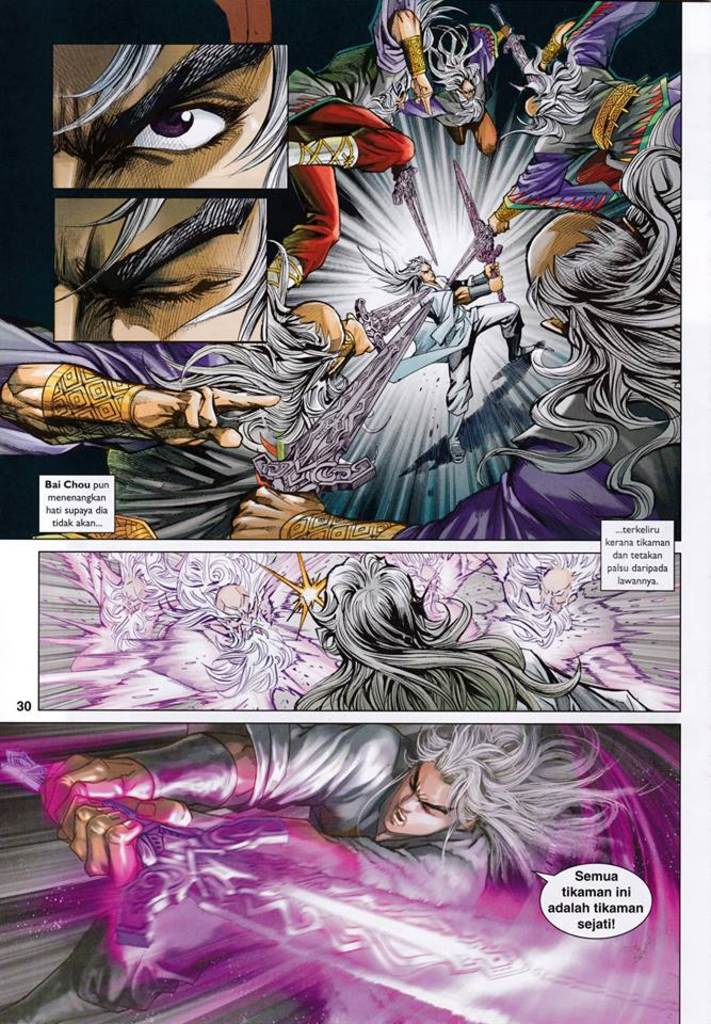 Bai Chou pun
menenangkan
hati supaya dia
tidak akan...
...terkeliru
kerana tikaman
dan tetakan
palsu daripada
lawannya.
30
Semua
tikaman ini
adalah tikaman
sejati!